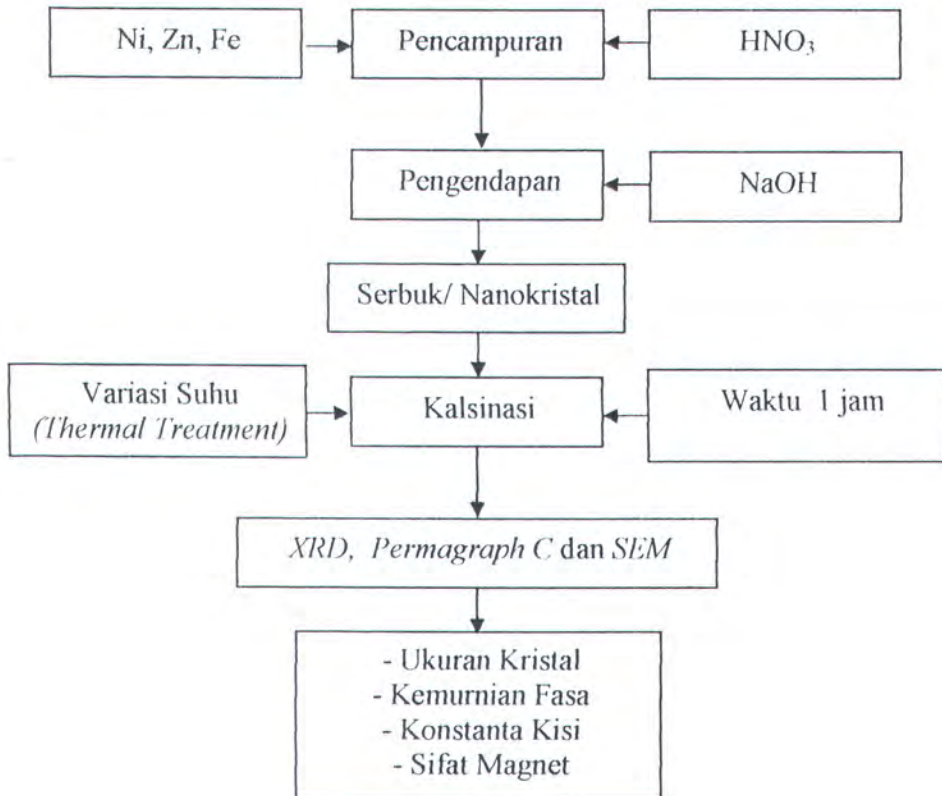 Ni, Zn, Fe
Pencampuran
HNO₃
Pengendapan
NaOH
Serbuk/ Nanokristal
Variasi Suhu
(Thermal Treatment)
Kalsinasi
Waktu 1 jam
XRD, Permagraph C dan SEM
- Ukuran Kristal
- Kemurnian Fasa
- Konstanta Kisi
- Sifat Magnet